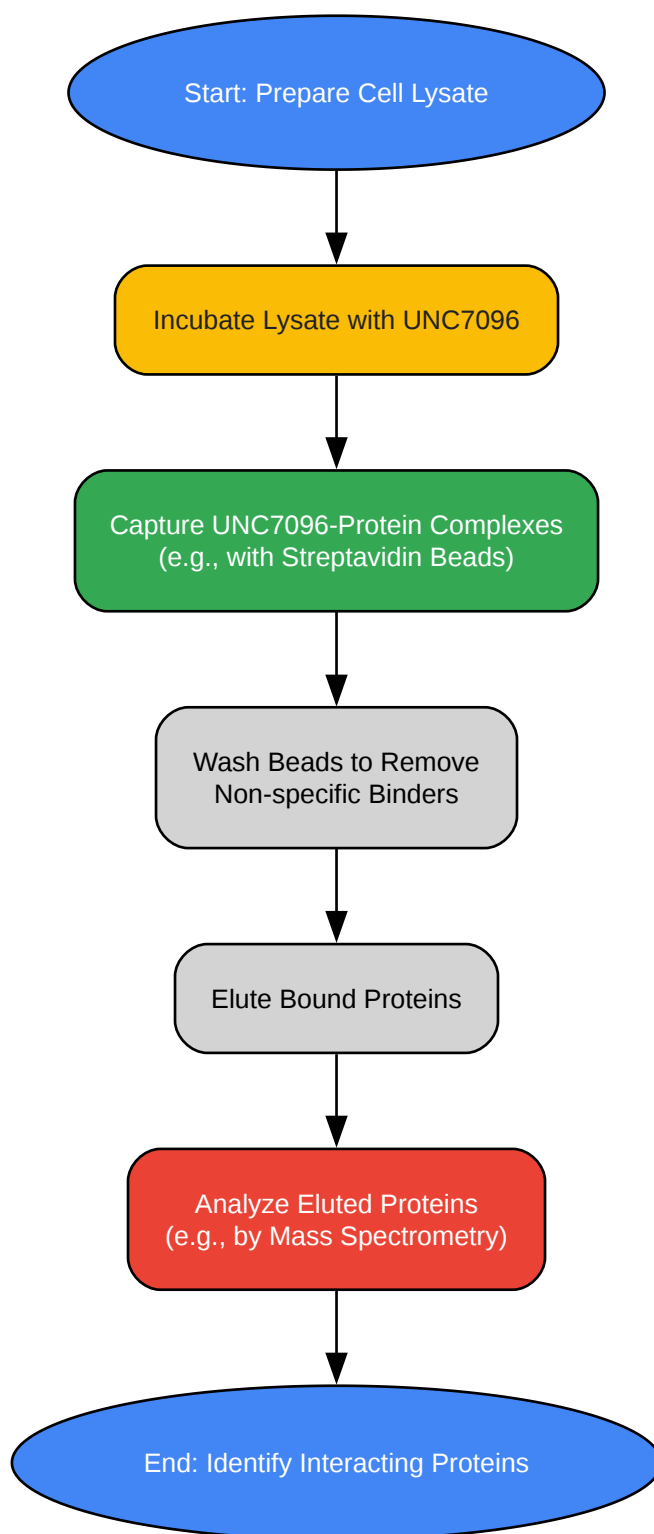 Start: Prepare Cell Lysate
Incubate Lysate with UNC7096
Capture UNC7096-Protein Complexes
(e.g., with Streptavidin Beads)
Wash Beads to Remove
Non-specific Binders
Elute Bound Proteins
Analyze Eluted Proteins
(e.g., by Mass Spectrometry)
End: Identify Interacting Proteins